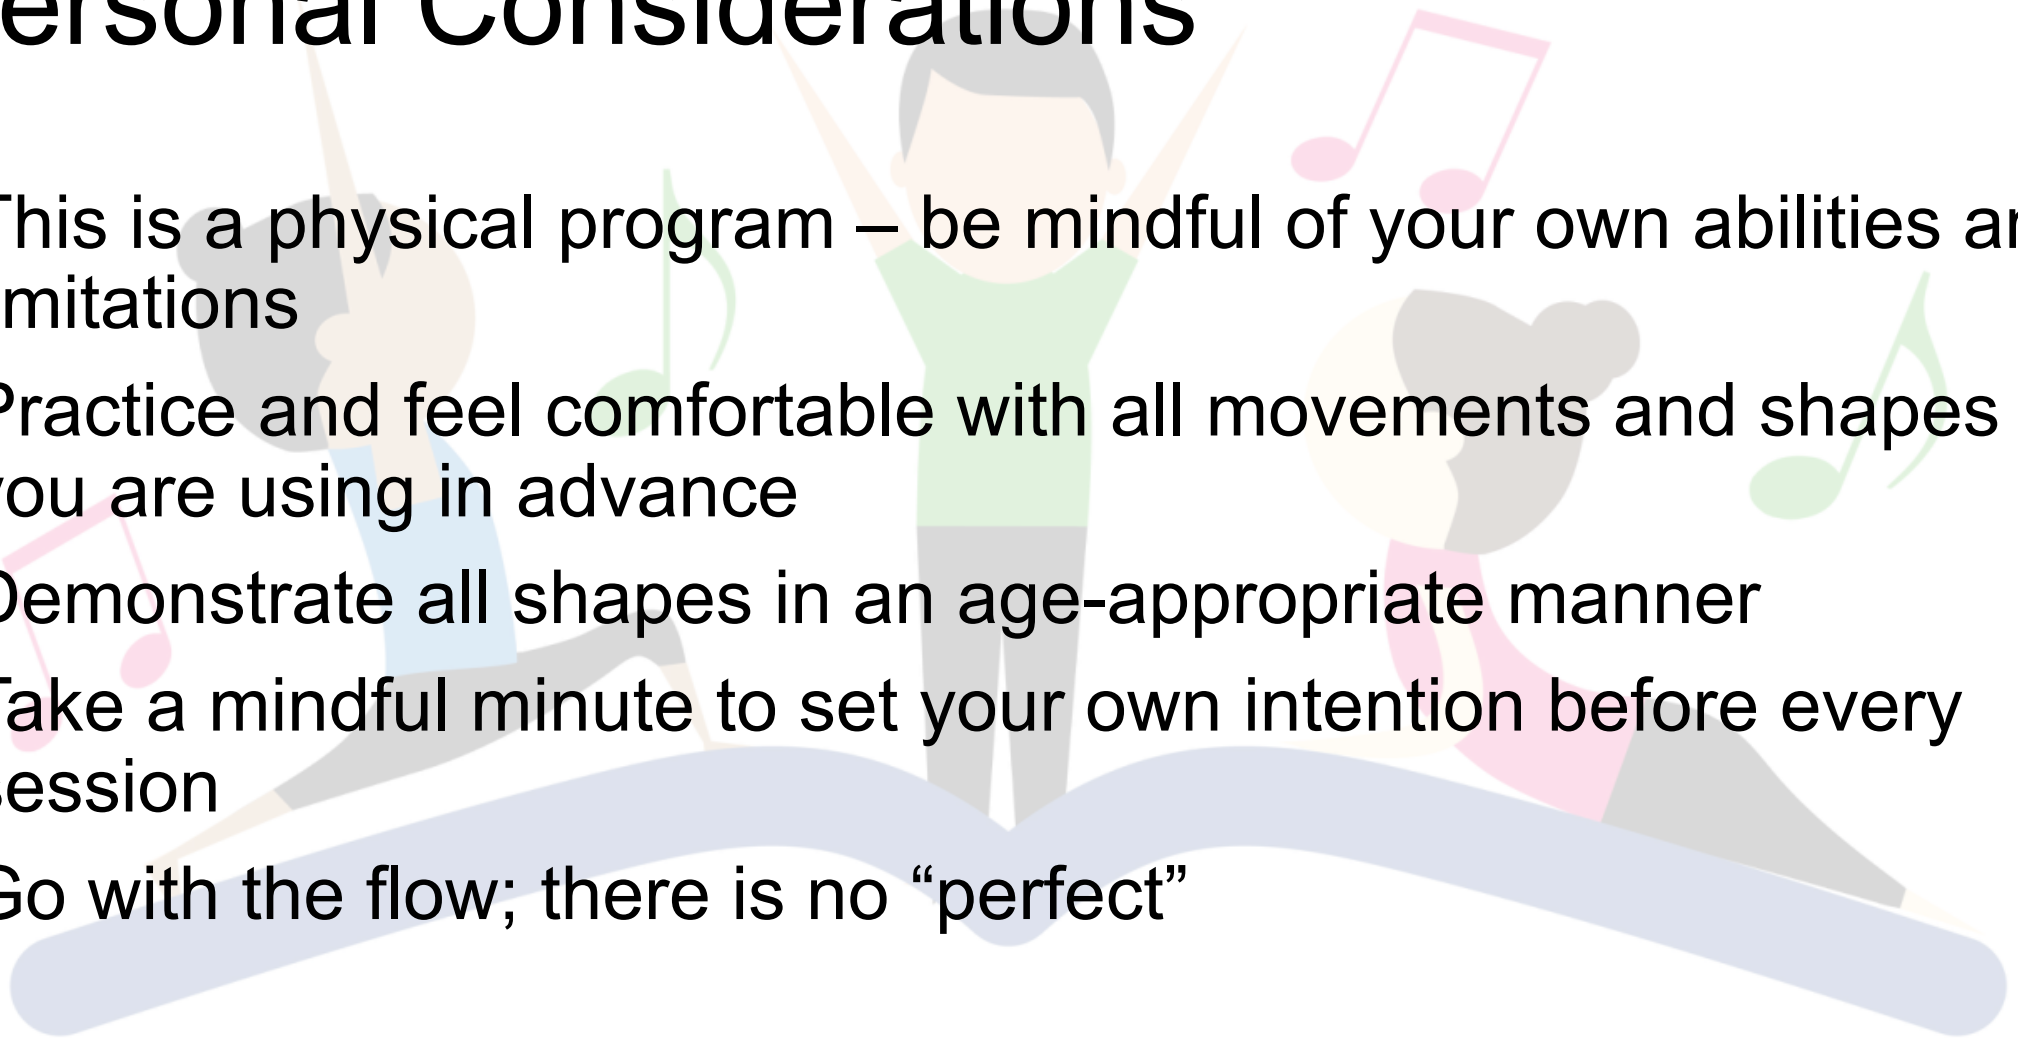 ersonal Considerations
This is a physical program – be mindful of your own abilities an
mitations
Practice and feel comfortable with all movements and shapes
you are using in advance
Demonstrate all shapes in an age-appropriate manner
Take a mindful minute to set your own intention before every
session
Go with the flow; there is no “perfect”